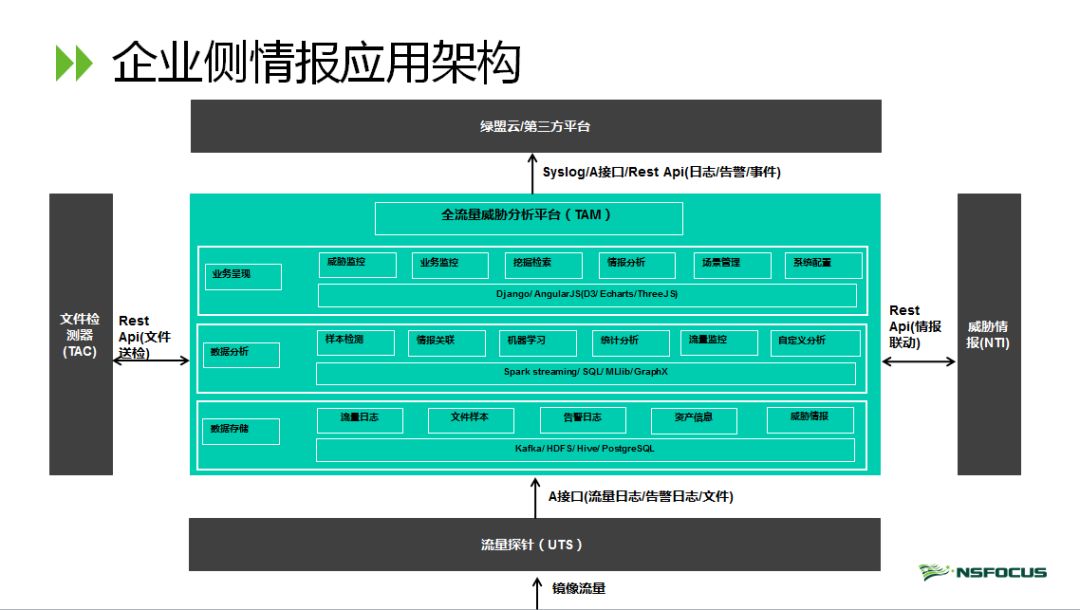 企业侧情报应用架构
绿盟云/第三方平台
Syslog/A接口/Rest Api(日志/告警/事件)
全流量威胁分析平台（TAM）
业务呈现
威胁监控
业务监控
挖掘检索
情报分析
场景管理
系统配置
Django/ AngularJS(D3/ Echarts/ThreeJS)
数据分析
样本检测
情报关联
机器学习
统计分析
流量监控
自定义分析
Spark streaming/ SQL/ MLlib/GraphX
数据存储
流量日志
文件样本
告警日志
资产信息
威胁情报
Kafka/ HDFS/ Hive/ PostgreSQL
文件检
测器
(TAC)
Rest
Api(文件
送检)
Rest
Api(情报
联动)
威胁情
报(NTI)
A接口(流量日志/告警日志/文件)
流量探针（UTS）
镜像流量
NSFOCUS